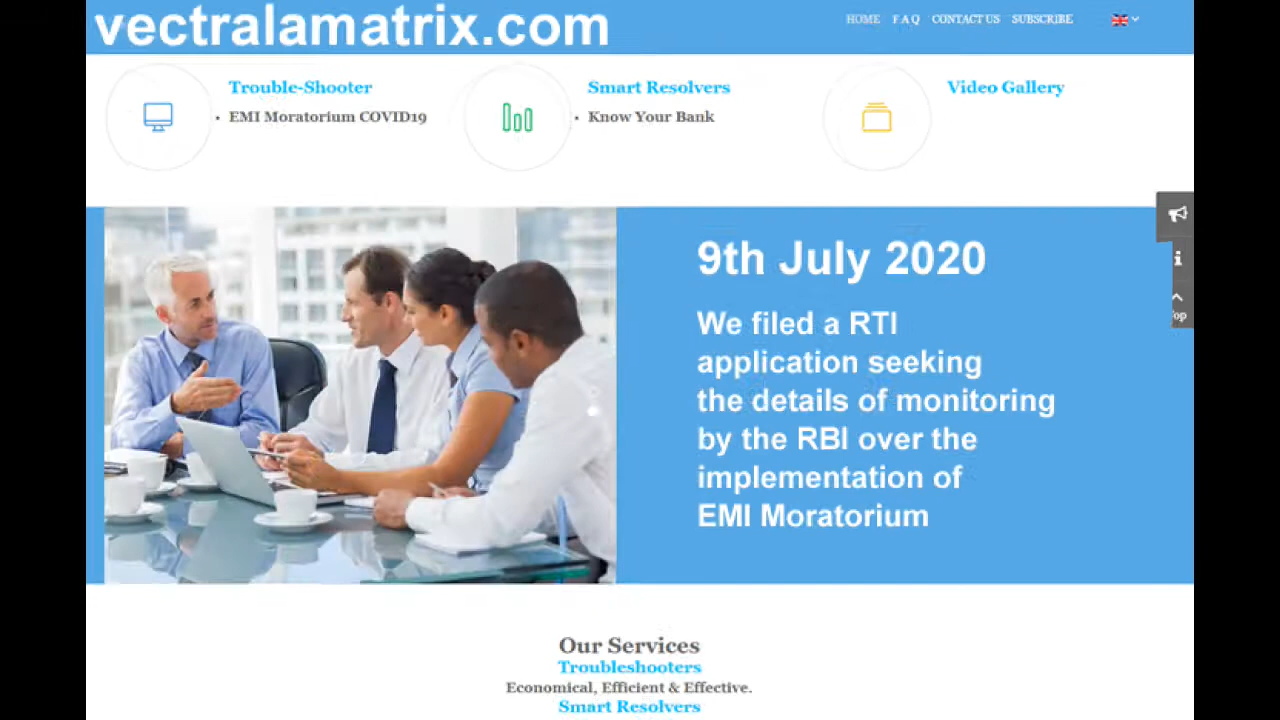 vectralamatrix.com
HOME F A Q CONTACT US SUBSCRIBE
Trouble-Shooter
• EMI Moratorium COVID19
Smart Resolvers
• Know Your Bank
Video Gallery
9th July 2020
We filed a RTI
application seeking
the details of monitoring
by the RBI over the
implementation of
EMI Moratorium
Our Services
Troubleshooters
Economical, Efficient & Effective.
Smart Resolvers